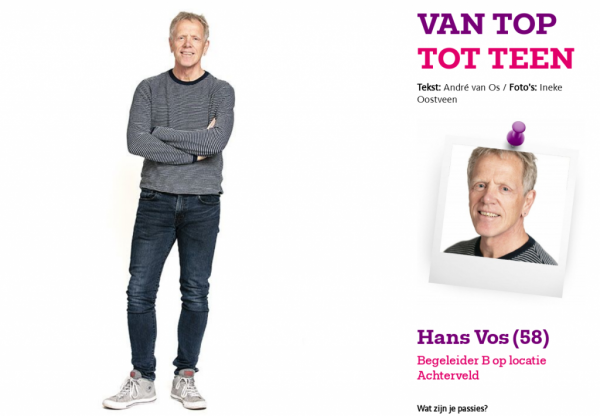 VAN TOP
TOT TEEN
Tekst: André van Os / Foto's: Ineke
Oostveen
Hans Vos (58)
Begeleider B op locatie
Achterveld
Wat zijn je passies?